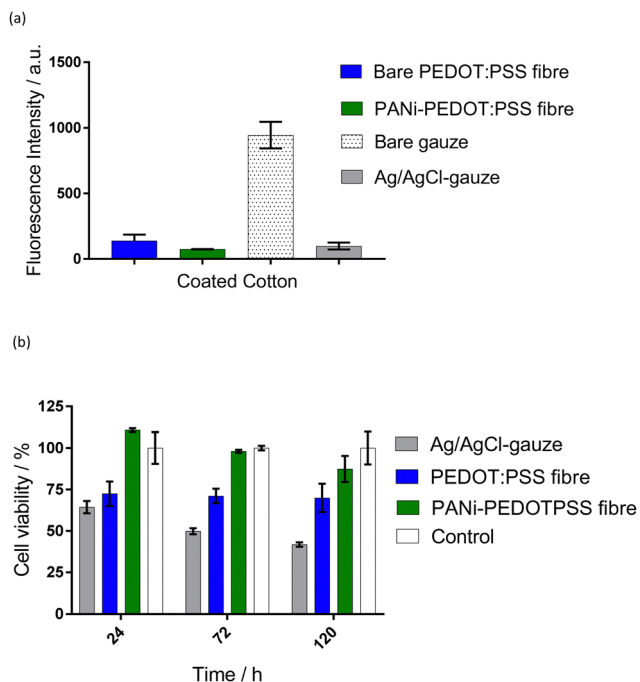 (a)
1500
1000
500
0
Fluorescence Intensity / a.u.
Coated Cotton
Bare PEDOT:PSS fibre
PANi-PEDOT:PSS fibre
Bare gauze
Ag/AgCl-gauze
(b)
125
100
75
50
25
0
Cell viability / %
24
72
120
Time / h
Ag/AgCl-gauze
PEDOT:PSS fibre
PANi-PEDOTPSS fibre
Control